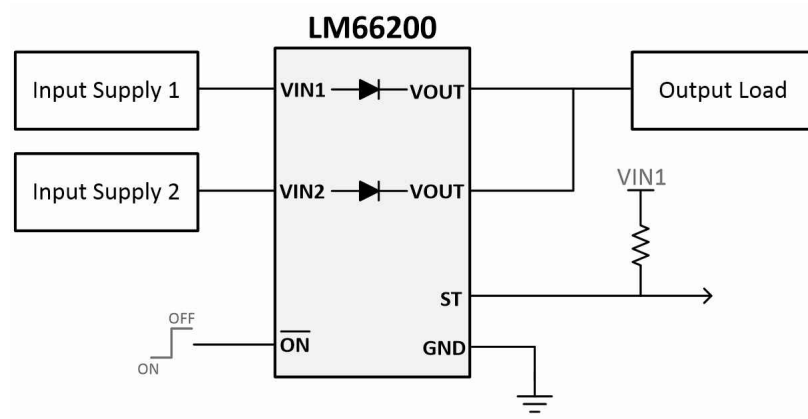 LM66200
Input Supply 1
VIN1
VOUT
Output Load
Input Supply 2
VIN2
VOUT
VIN1
ST
OFF
ON
ON
GND